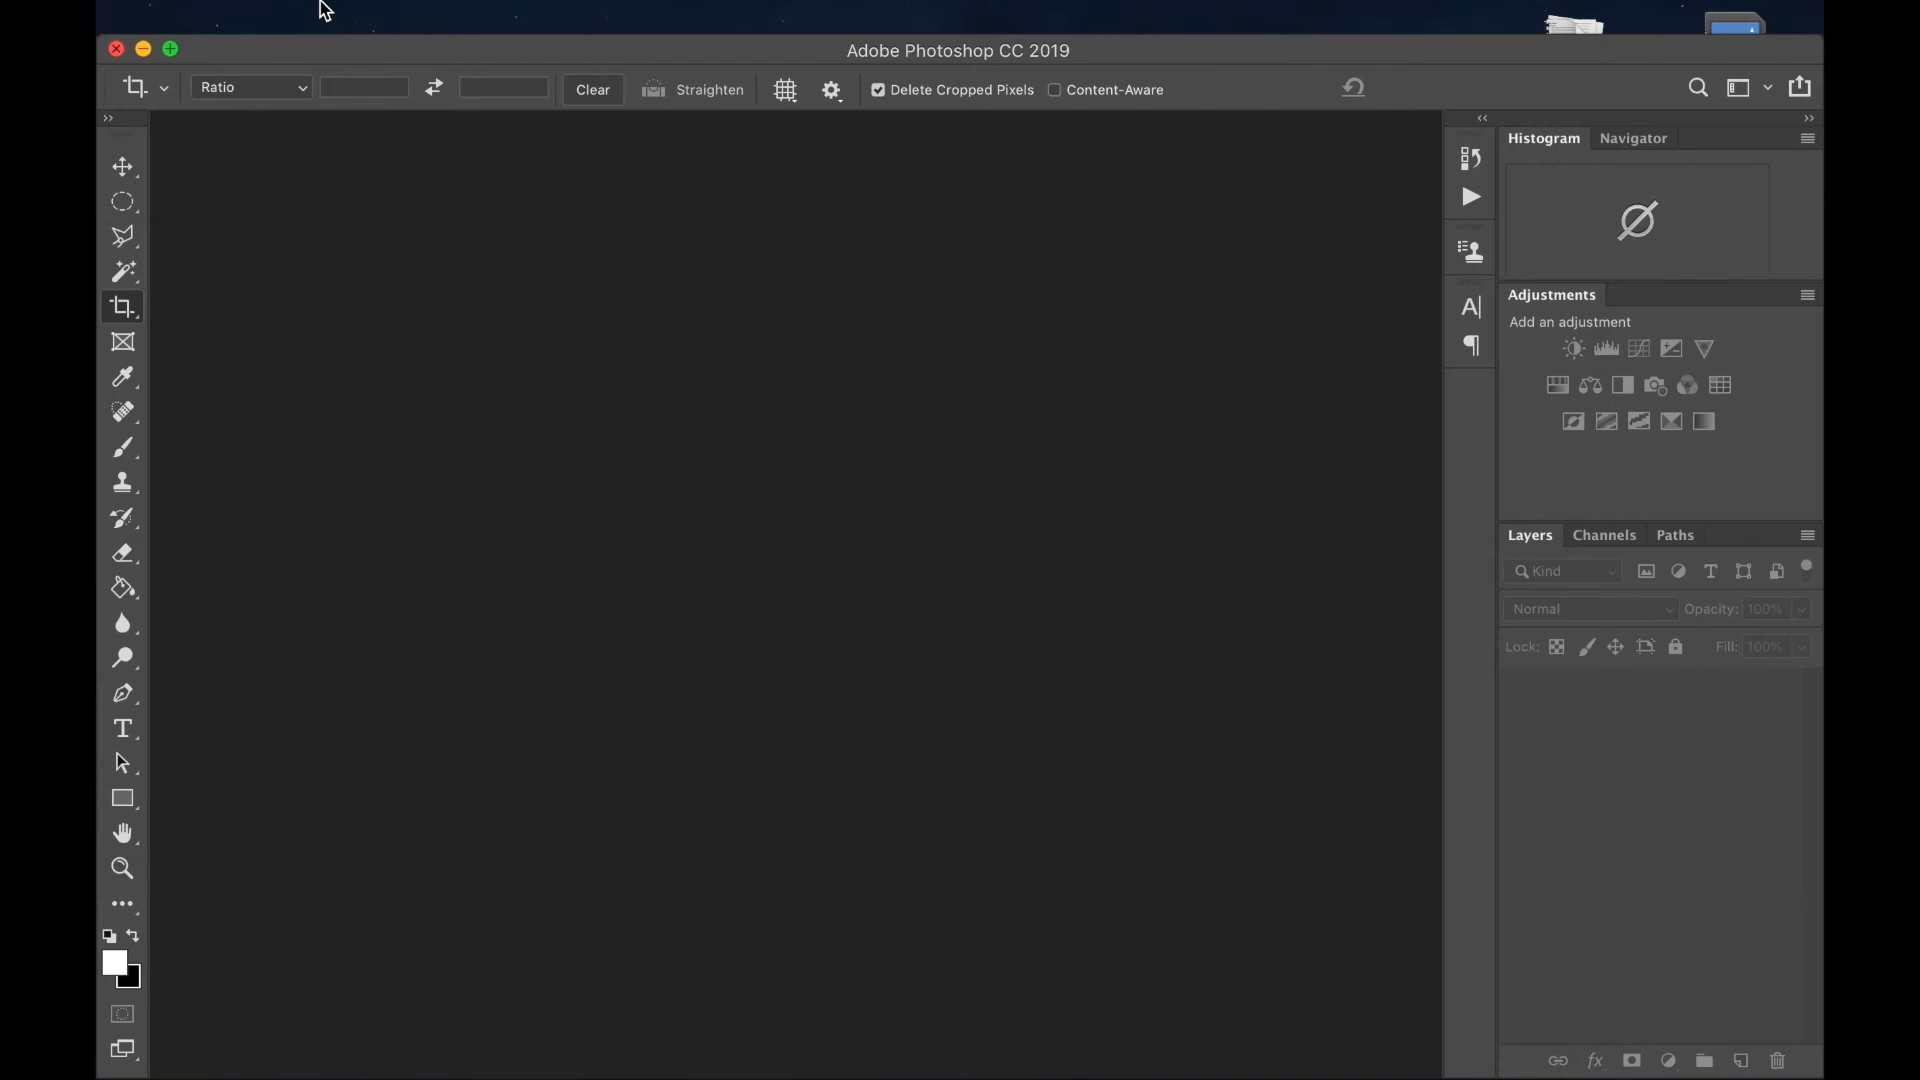 Adobe Photoshop CC 2019
Ratio
Clear
Straighten
Delete Cropped Pixels
Content-Aware
Histogram
Navigator
Adjustments
Add an adjustment
Layers
Channels
Paths
Kind
Normal
Opacity:
100%
Lock:
Fill:
100%